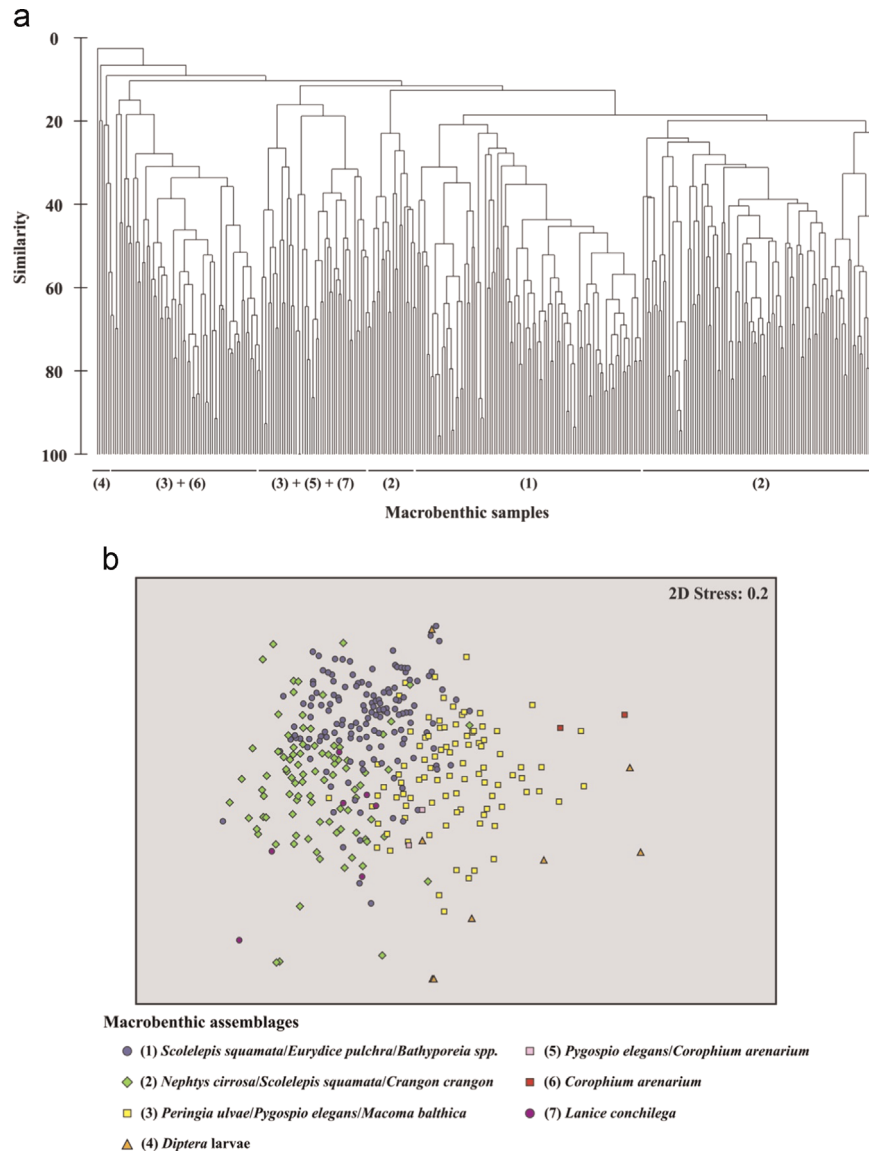 a
0
20
40
60
80
100
Similarity
(4) (3) + (6) (3) + (5) + (7) (2) (1) (2)
Macrobenthic samples
b
2D Stress: 0.2
Macrobenthic assemblages
(1) Scolelepis squamata/Eurydice pulchra/Bathyporeia spp.
(2) Nephtys cirrosa/Scolelepis squamata/Crangon crangon
(3) Peringia ulvae/Pygospio elegans/Macoma balthica
(4) Diptera larvae
(5) Pygospio elegans/Corophium arenarium
(6) Corophium arenarium
(7) Lanice conchilega